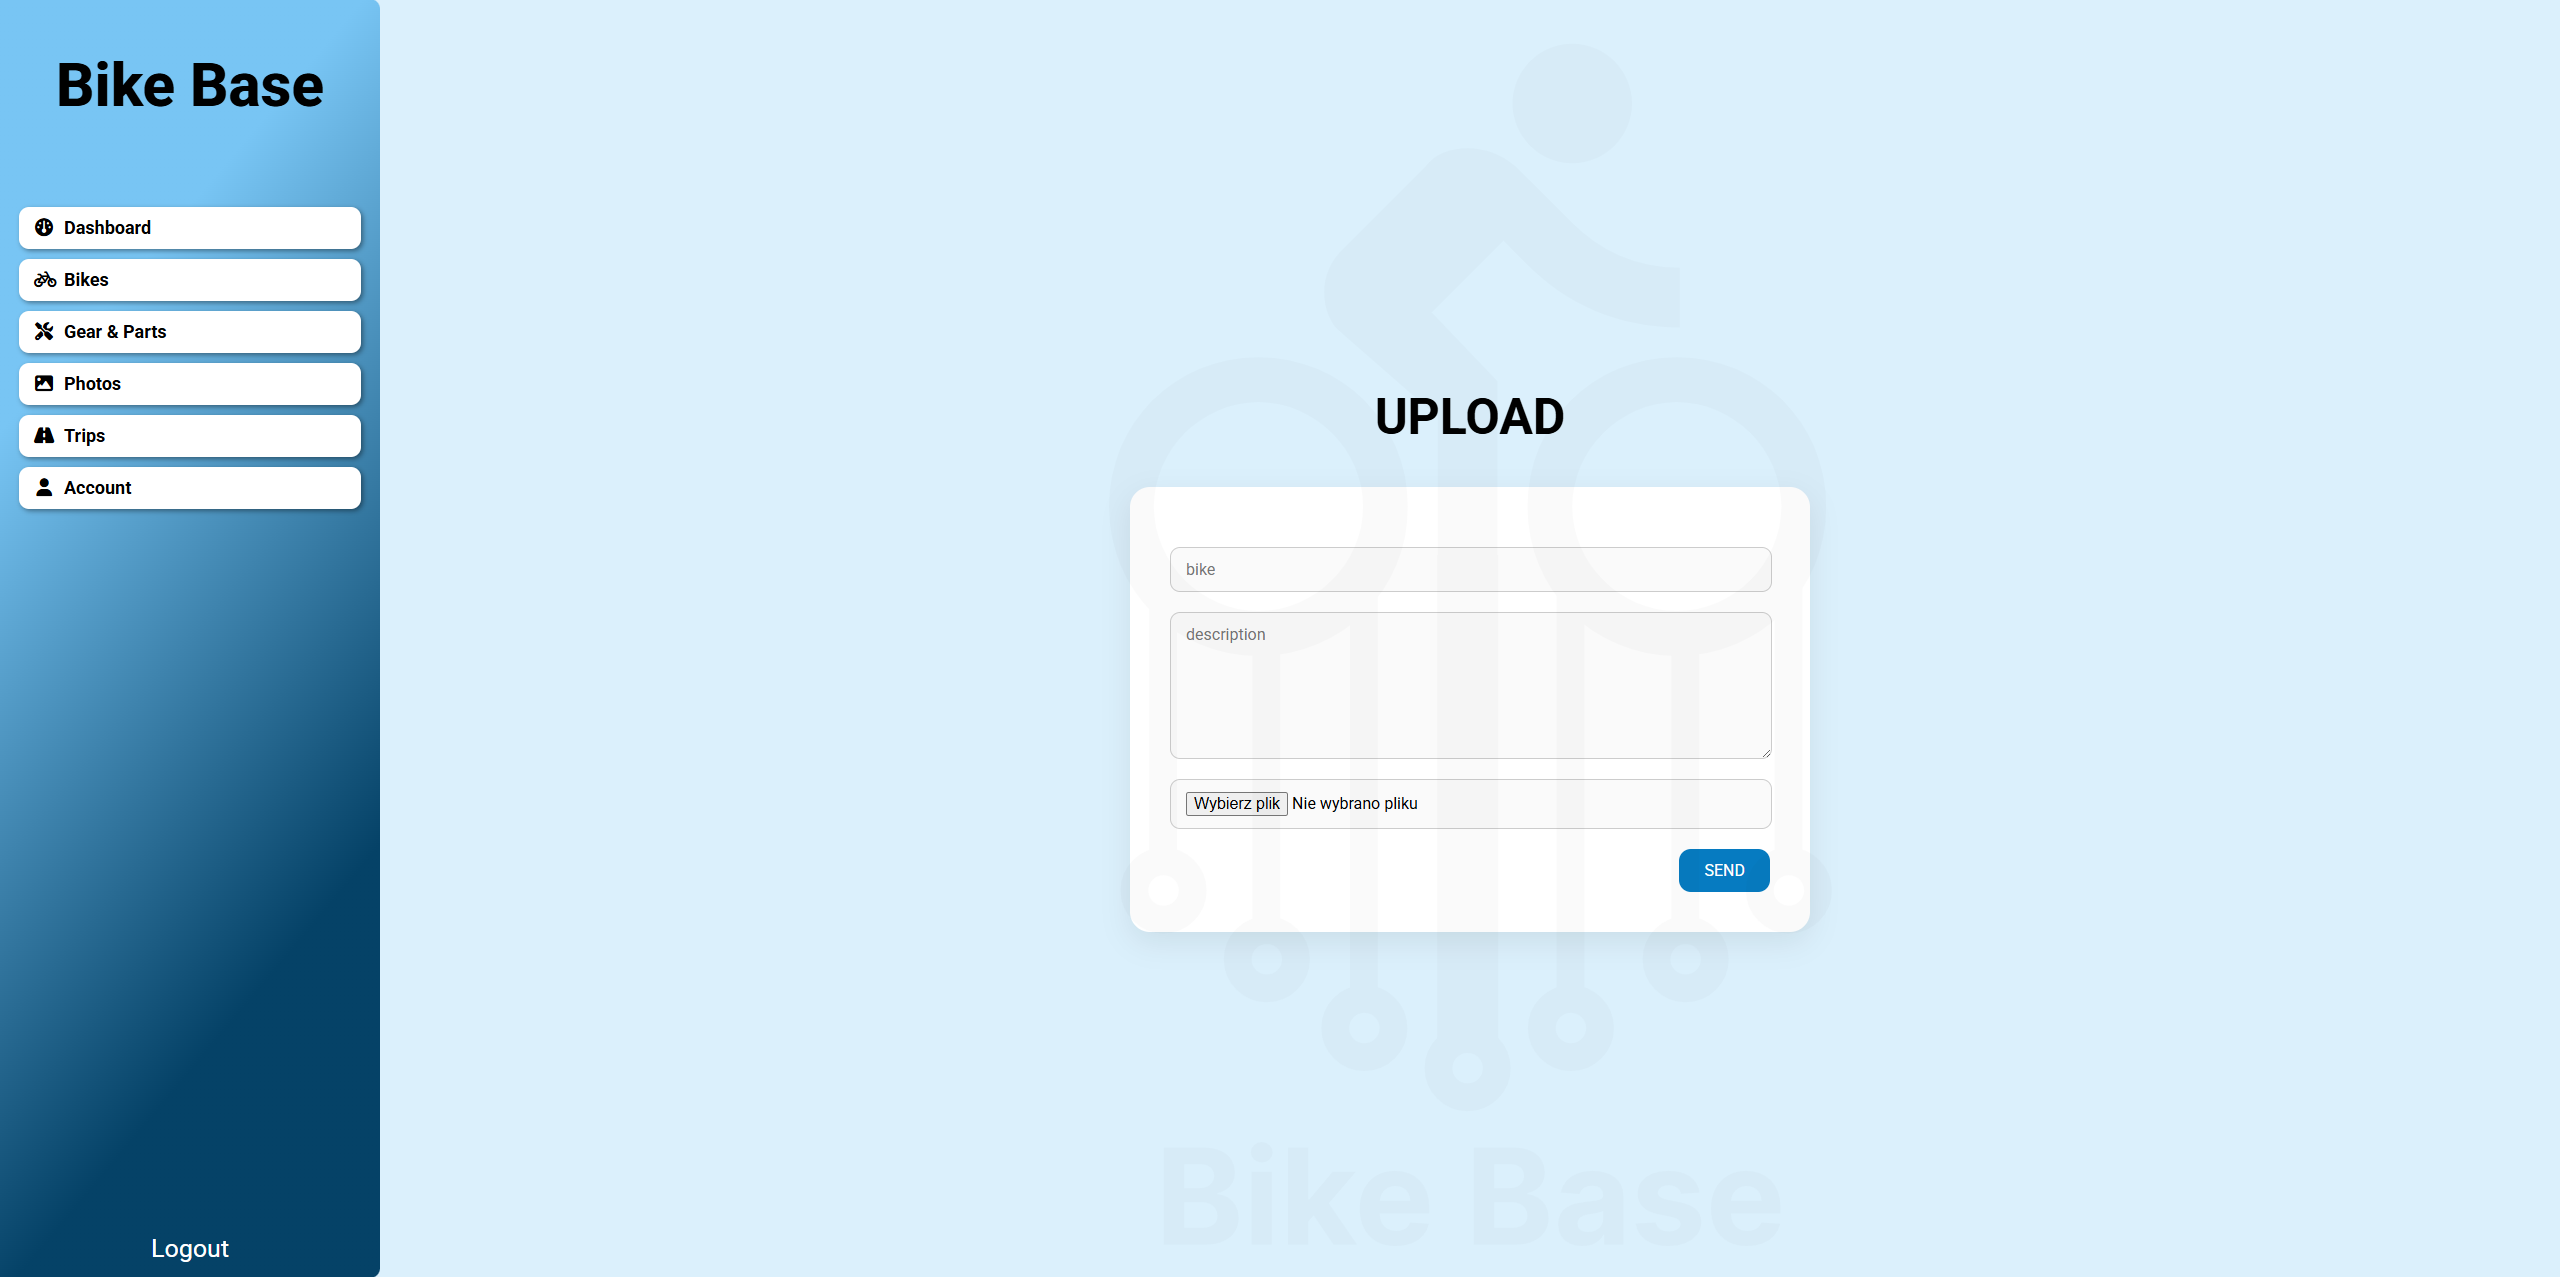 Bike Base
Dashboard
Bikes
Gear & Parts
Photos
Trips
Account
Logout
UPLOAD
bike
description
Wybierz plik Nie wybrano pliku
SEND
Bike Base